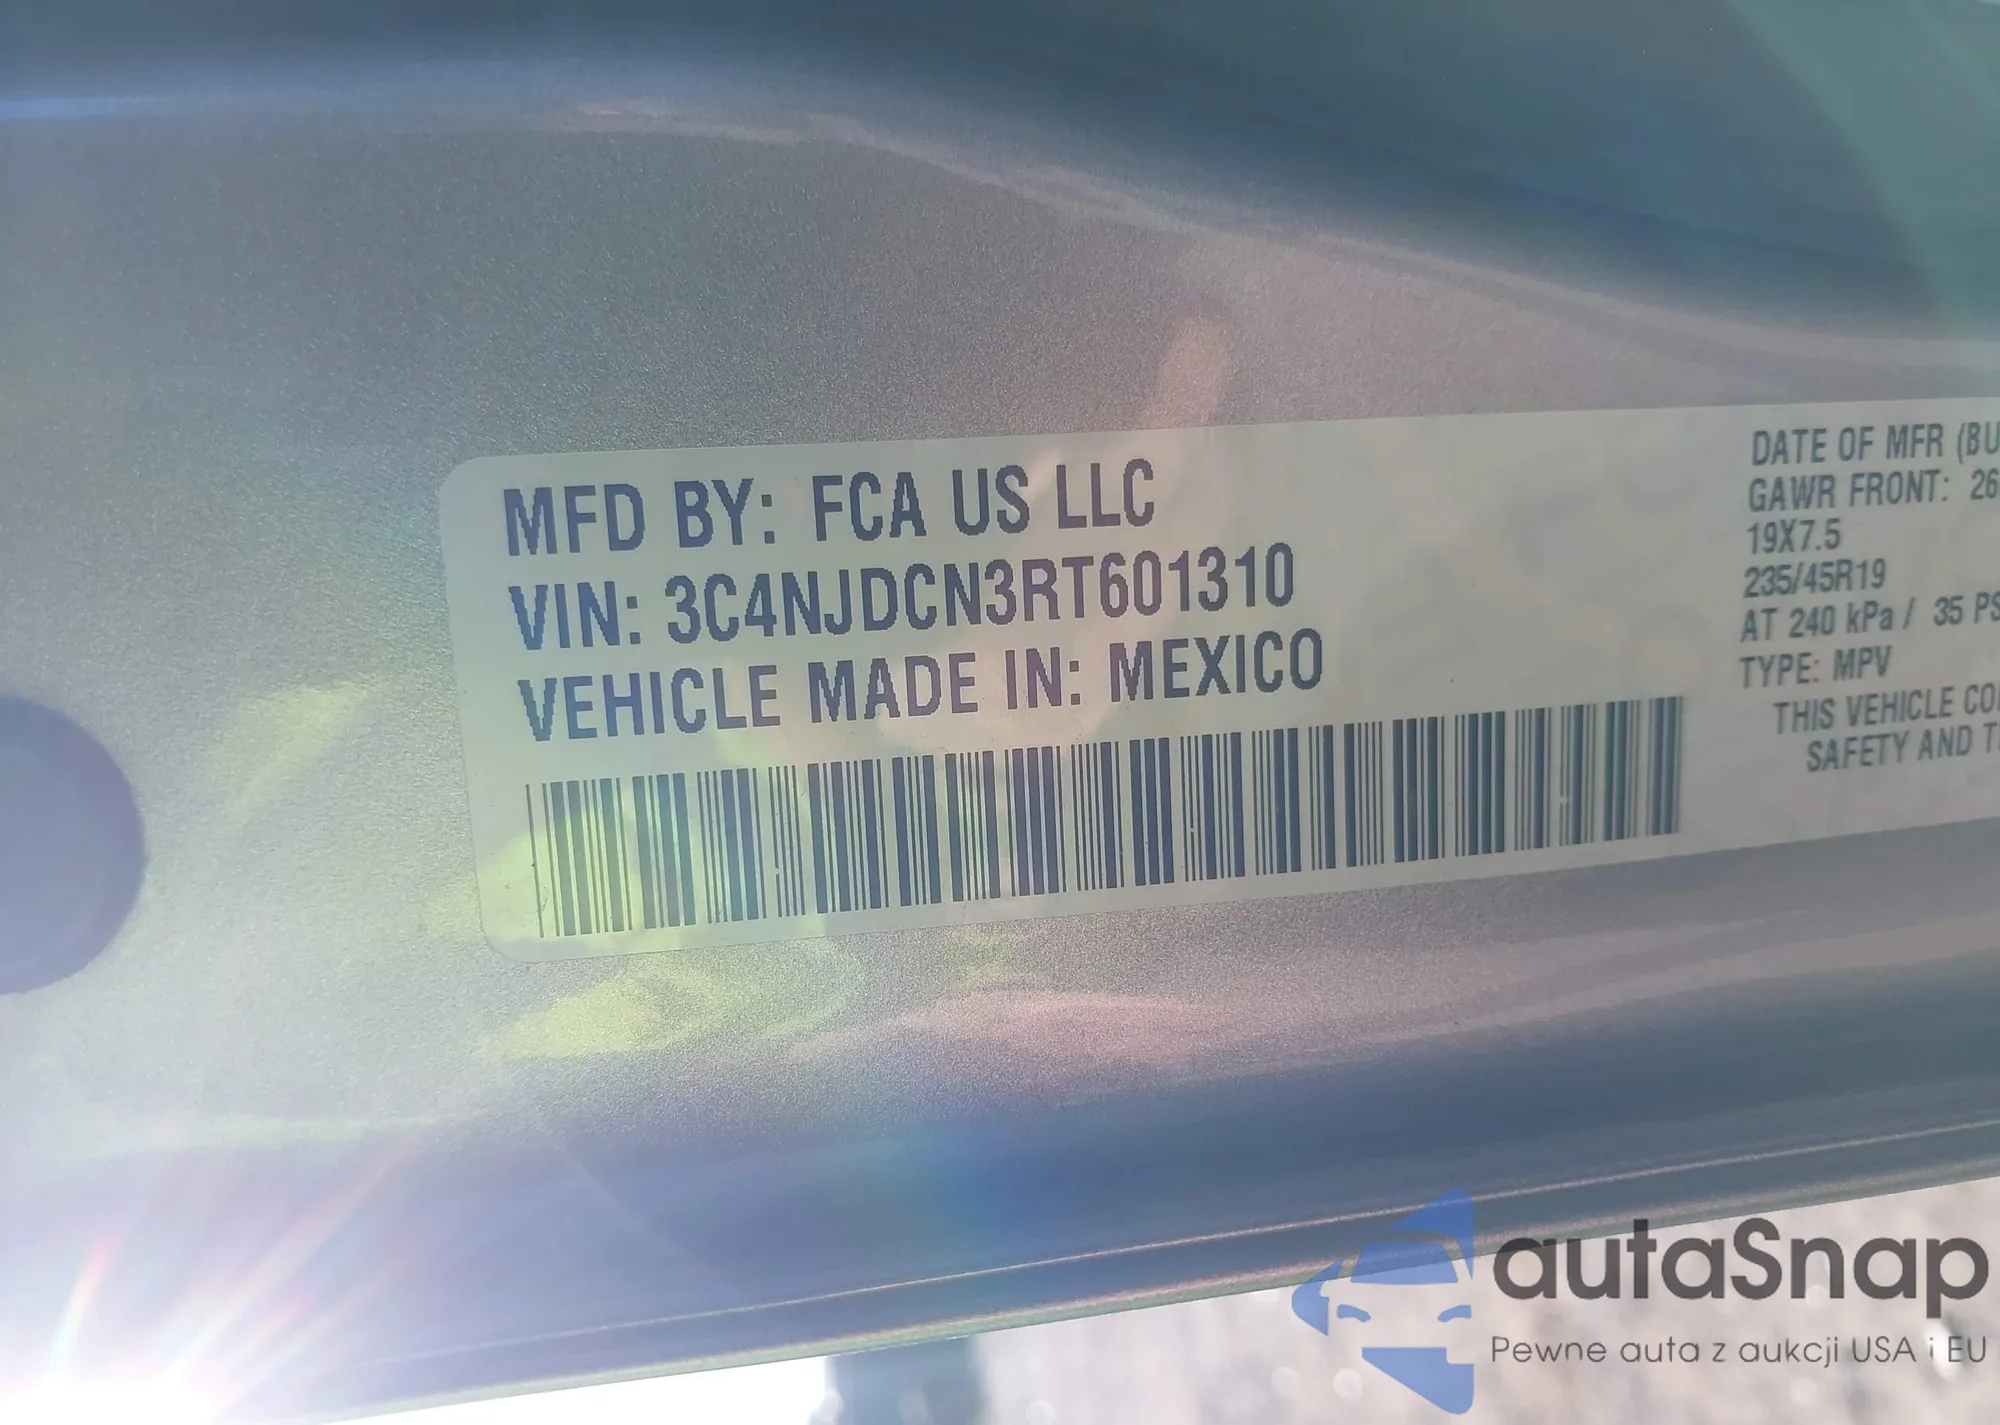 MFD BY: FCA US LLC
VIN: 3C4NJDCN3RT601310
VEHICLE MADE IN: MEXICO
DATE OF MFR (BU
GAWR FRONT: 26
19X7.5
235/45R19
AT 240 kPa / 35 PS
TYPE: MPV
THIS VEHICLE CO
SAFETY AND T
autaSnap
Pewne auta z aukcji USA i EU